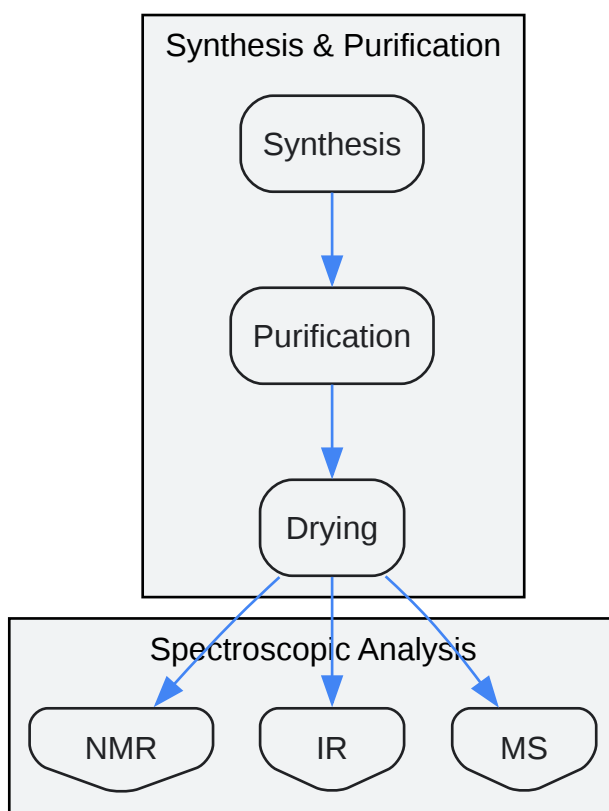 Synthesis & Purification
Synthesis
Purification
Drying
Spectroscopic Analysis
NMR
IR
MS